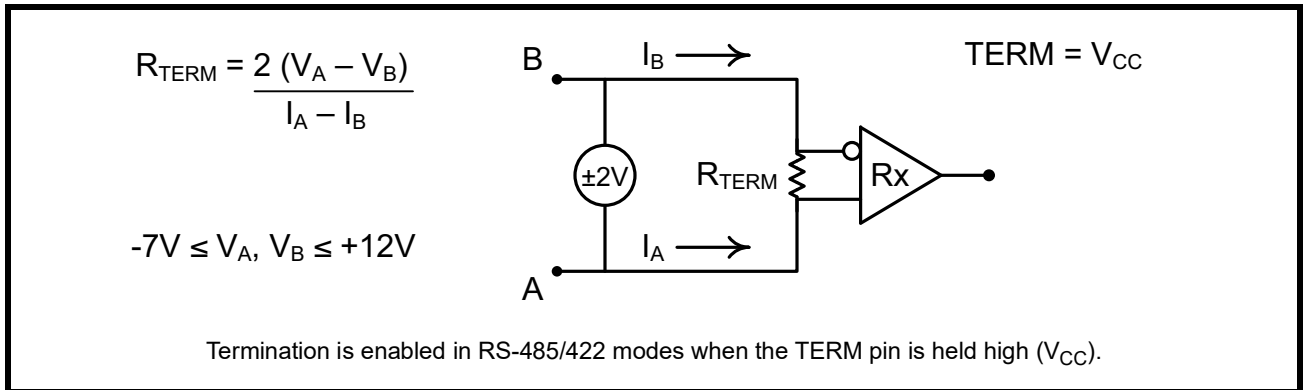 R_TERM = 2 (V_A – V_B)
I_A – I_B
B
I_B
TERM = V_CC
±2V
R_TERM
Rx
-7V ≤ V_A, V_B ≤ +12V
I_A
A
Termination is enabled in RS-485/422 modes when the TERM pin is held high (V_CC).